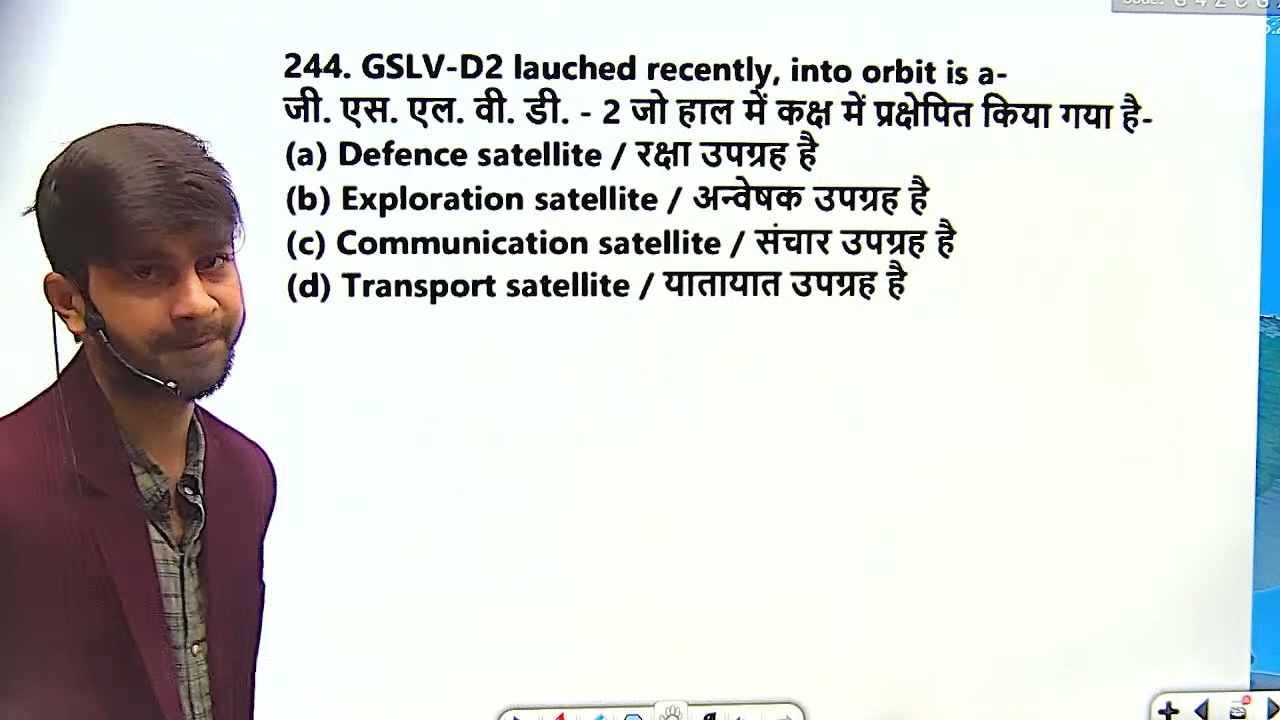 244. GSLV-D2 lauched recently, into orbit is a-
जी. एस. एल. वी. डी. - 2 जो हाल में कक्ष में प्रक्षेपित किया गया है-
(a) Defence satellite / रक्षा उपग्रह है
(b) Exploration satellite / अन्वेषक उपग्रह है
(c) Communication satellite / संचार उपग्रह है
(d) Transport satellite / यातायात उपग्रह है